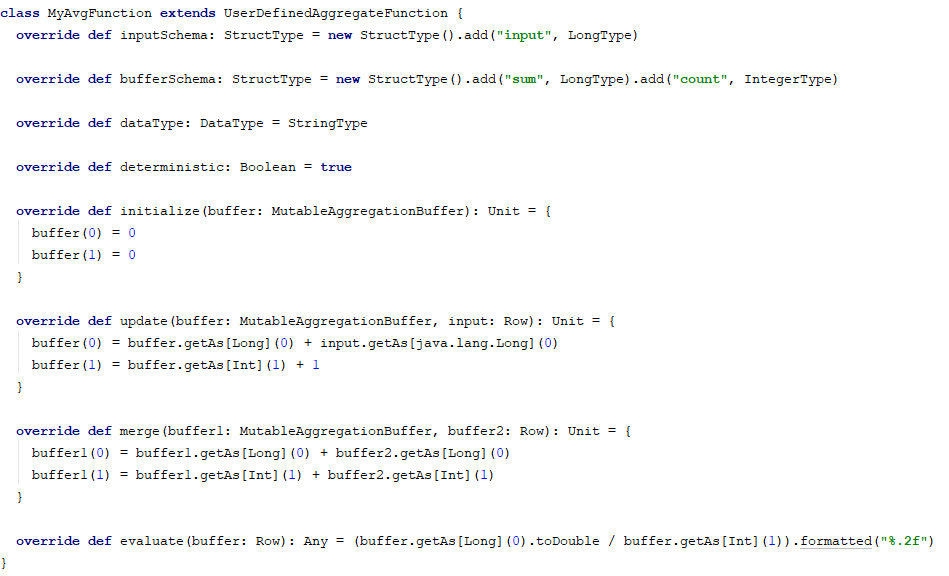 class MyAvgFunction extends UserDefinedAggregateFunction {
  override def inputSchema: StructType = new StructType().add("input", LongType)

  override def bufferSchema: StructType = new StructType().add("sum", LongType).add("count", IntegerType)

  override def dataType: DataType = StringType

  override def deterministic: Boolean = true

  override def initialize(buffer: MutableAggregationBuffer): Unit = {
    buffer(0) = 0
    buffer(1) = 0
  }

  override def update(buffer: MutableAggregationBuffer, input: Row): Unit = {
    buffer(0) = buffer.getAs[Long](0) + input.getAs[java.lang.Long](0)
    buffer(1) = buffer.getAs[Int](1) + 1
  }

  override def merge(buffer1: MutableAggregationBuffer, buffer2: Row): Unit = {
    buffer1(0) = buffer1.getAs[Long](0) + buffer2.getAs[Long](0)
    buffer1(1) = buffer1.getAs[Int](1) + buffer2.getAs[Int](1)
  }

  override def evaluate(buffer: Row): Any = (buffer.getAs[Long](0).toDouble / buffer.getAs[Int](1)).formatted("%.2f")
}